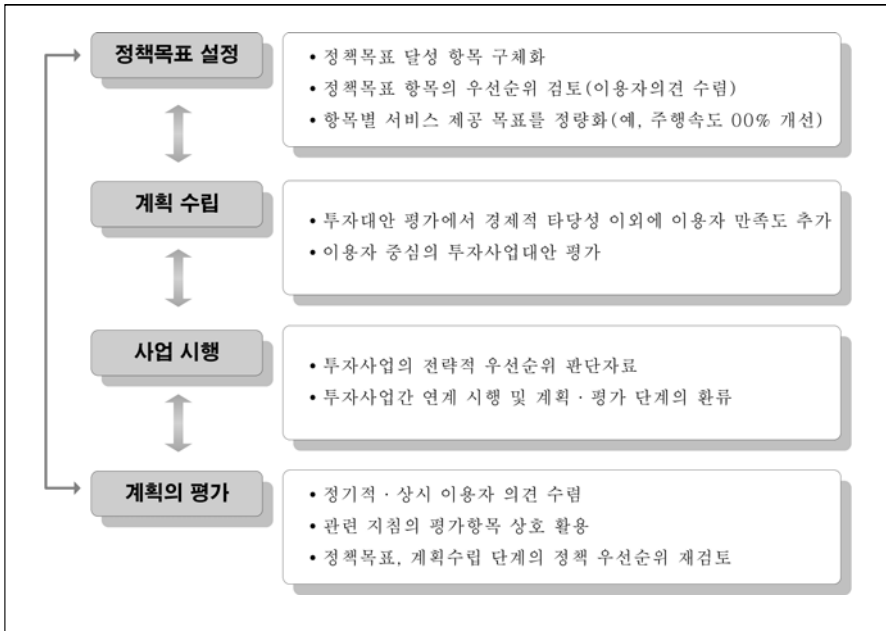 정책목표 설정
• 정책목표 달성 항목 구체화
• 정책목표 항목의 우선순위 검토(이용자의견 수렴)
• 항목별 서비스 제공 목표를 정량화(예, 주행속도 00% 개선)
계획 수립
• 투자대안 평가에서 경제적 타당성 이외에 이용자 만족도 추가
• 이용자 중심의 투자사업대안 평가
사업 시행
• 투자사업의 전략적 우선순위 판단자료
• 투자사업간 연계 시행 및 계획·평가 단계의 환류
계획의 평가
• 정기적·상시 이용자 의견 수렴
• 관련 지침의 평가항목 상호 활용
• 정책목표, 계획수립 단계의 정책 우선순위 재검토